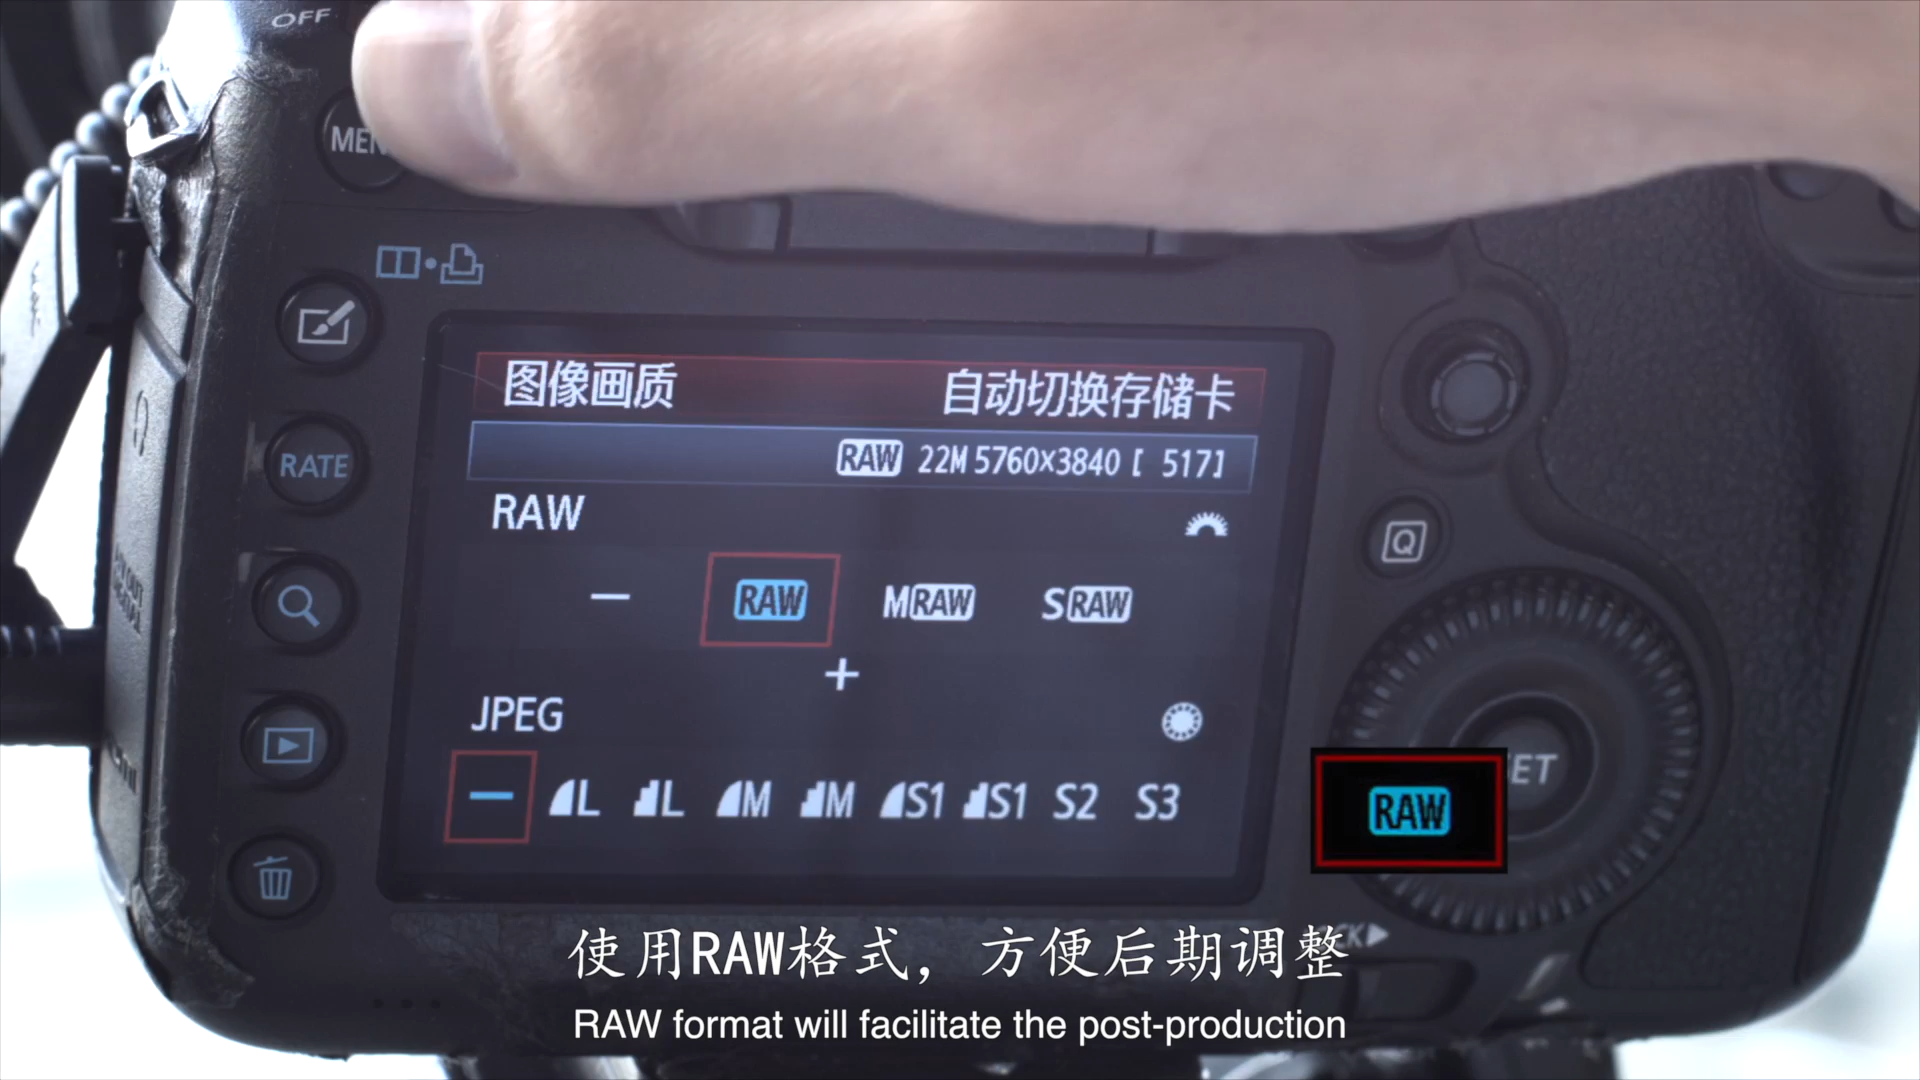 OFF
MEN
RATE
图像画质 自动切换存储卡
RAW 22M 5760x3840 [ 517]
RAW
— RAW MRAW SRAW
+
JPEG
— L L M M S1 S1 S2 S3
Q
SET
RAW
使用RAW格式，方便后期调整
RAW format will facilitate the post-production